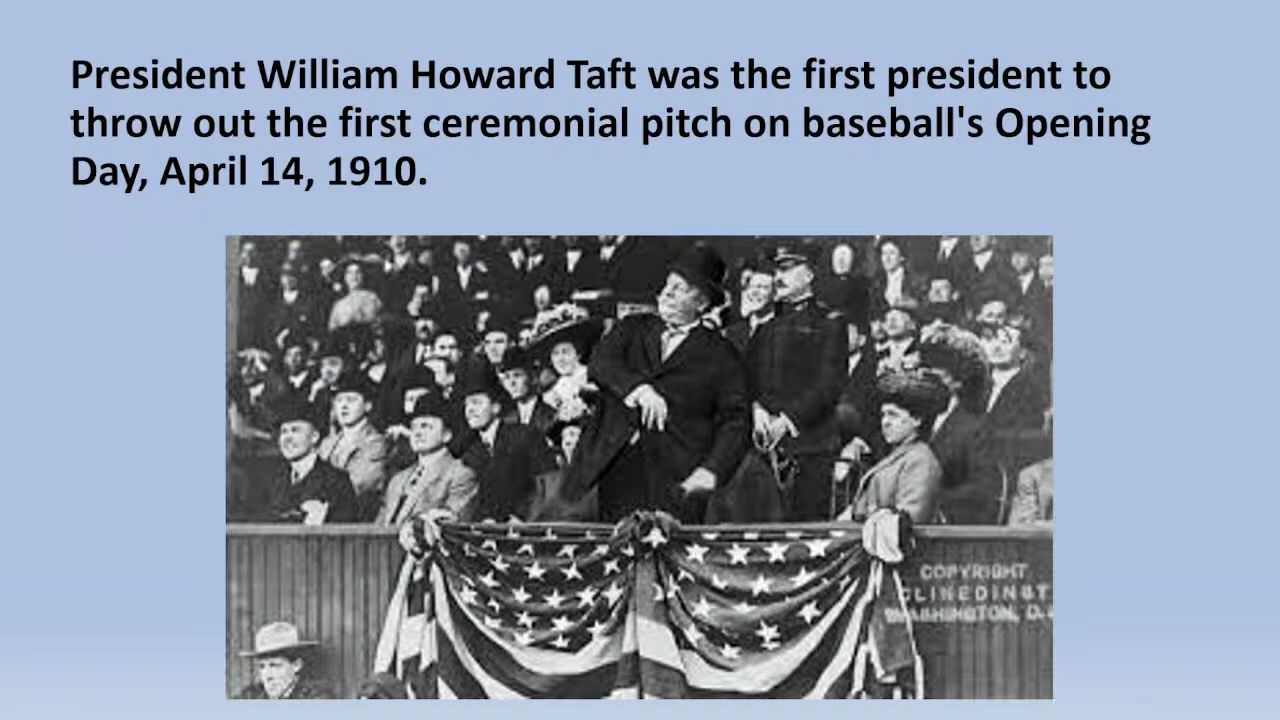 President William Howard Taft was the first president to
throw out the first ceremonial pitch on baseball's Opening
Day, April 14, 1910.
COPYRIGHT
CLINEDINST
WASHINGTON, D.